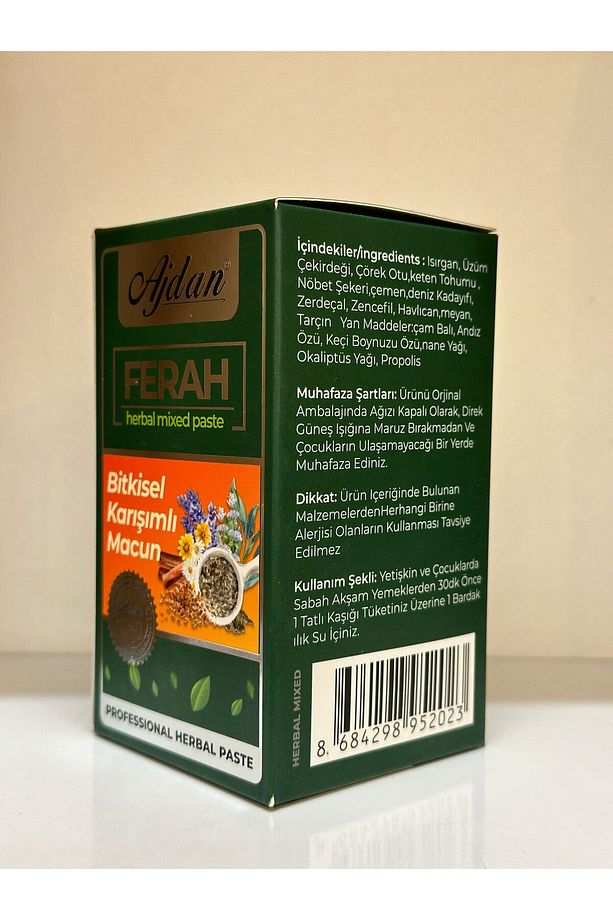 Ajdan
FERAH
herbal mixed paste
Bitkisel
Karışımlı
Macun
Ajdan
PROFESSIONAL HERBAL PASTE
İçindekiler/ingredients : Isırgan, Üzüm
Çekirdeği, Çörek Otu,keten Tohumu ,
Nöbet Şekeri,çemen,deniz Kadayıfı,
Zerdeçal, Zencefil, Havlıcan,meyan,
Tarçın Yan Maddeler:çam Balı, Andız
Özü, Keçi Boynuzu Özü,nane Yağı,
Okaliptüs Yağı, Propolis
Muhafaza Şartları: Ürünü Orjinal
Ambalajında Ağızı Kapalı Olarak, Direk
Güneş Işığına Maruz Bırakmadan Ve
Çocukların Ulaşamayacağı Bir Yerde
Muhafaza Ediniz.
Dikkat: Ürün Içeriğinde Bulunan
MalzemelerdenHerhangi Birine
Alerjisi Olanların Kullanması Tavsiye
Edilmez
Kullanım Şekli: Yetişkin ve Çocuklarda
Sabah Akşam Yemeklerden 30dk Önce
1 Tatlı Kaşığı Tüketiniz Üzerine 1 Bardak
ılık Su İçiniz.
HERBAL MIXED
8 684298 952023